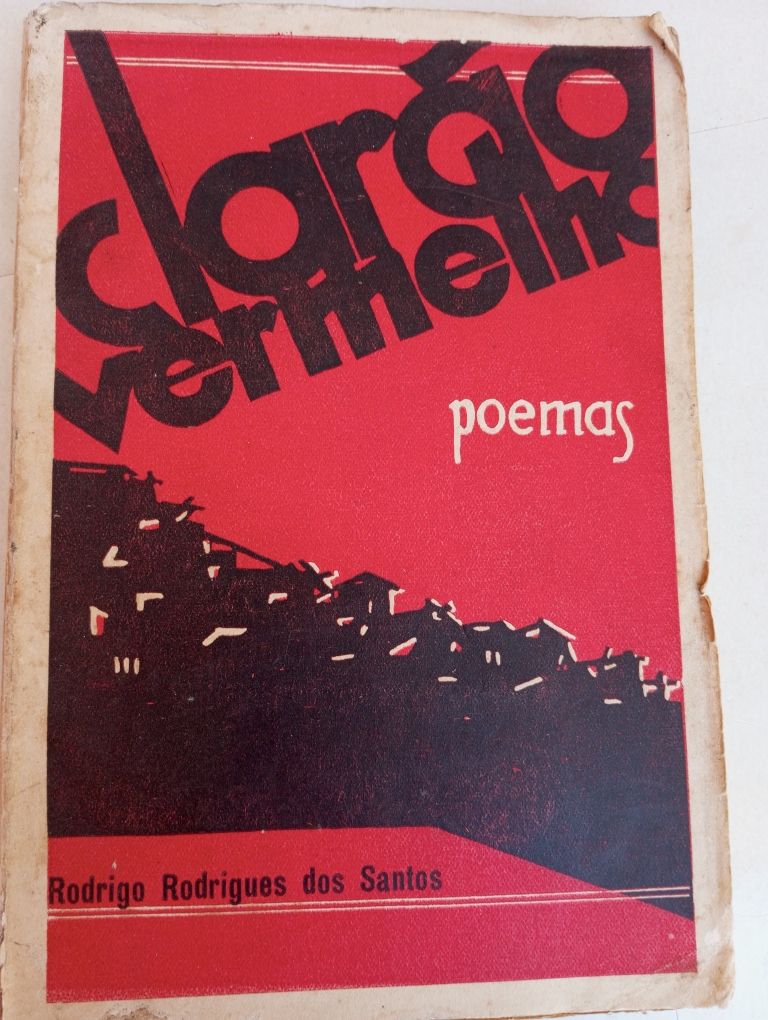 clarão
vermelho
poemas
Rodrigo Rodrigues dos Santos